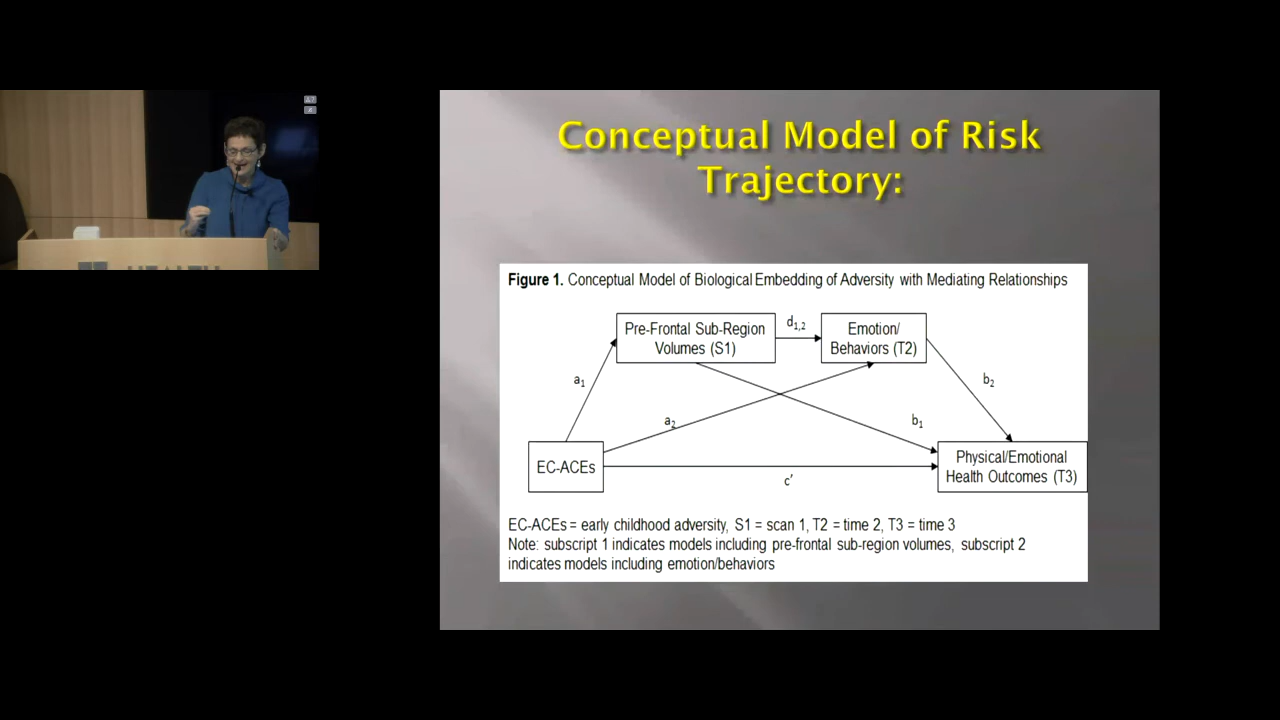 Conceptual Model of Risk
Trajectory:
Figure 1. Conceptual Model of Biological Embedding of Adversity with Mediating Relationships
Pre-Frontal Sub-Region
Volumes (S1)
d1,2
Emotion/
Behaviors (T2)
a1
b2
a2
b1
EC-ACEs
Physical/Emotional
Health Outcomes (T3)
c’
EC-ACEs = early childhood adversity, S1 = scan 1, T2 = time 2, T3 = time 3
Note: subscript 1 indicates models including pre-frontal sub-region volumes, subscript 2
indicates models including emotion/behaviors